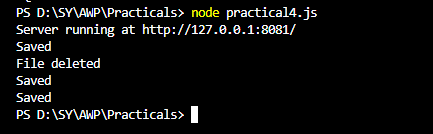 PS D:\SY\AWP\Practicals> node practical4.js
Server running at http://127.0.0.1:8081/
Saved
File deleted
Saved
Saved
PS D:\SY\AWP\Practicals>